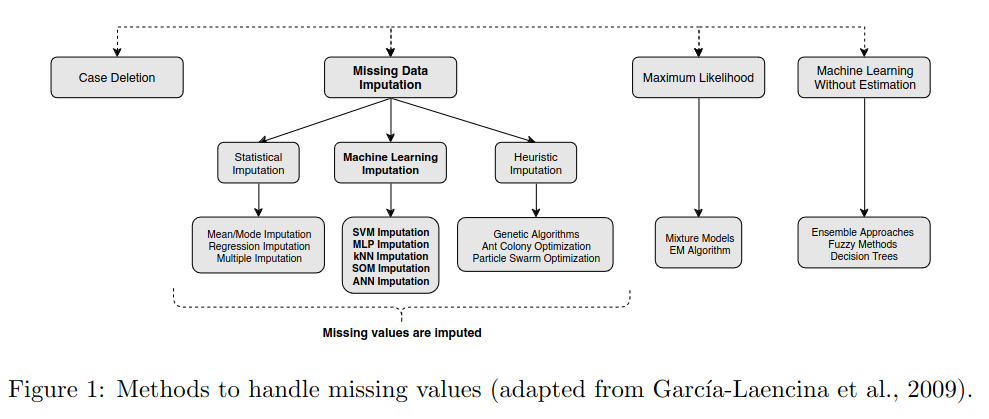 Case Deletion
Missing Data
Imputation
Maximum Likelihood
Machine Learning
Without Estimation
Statistical
Imputation
Machine Learning
Imputation
Heuristic
Imputation
Mean/Mode Imputation
Regression Imputation
Multiple Imputation
SVM Imputation
MLP Imputation
kNN Imputation
SOM Imputation
ANN Imputation
Genetic Algorithms
Ant Colony Optimization
Particle Swarm Optimization
Mixture Models
EM Algorithm
Ensemble Approaches
Fuzzy Methods
Decision Trees
Missing values are imputed
Figure 1: Methods to handle missing values (adapted from García-Laencina et al., 2009).